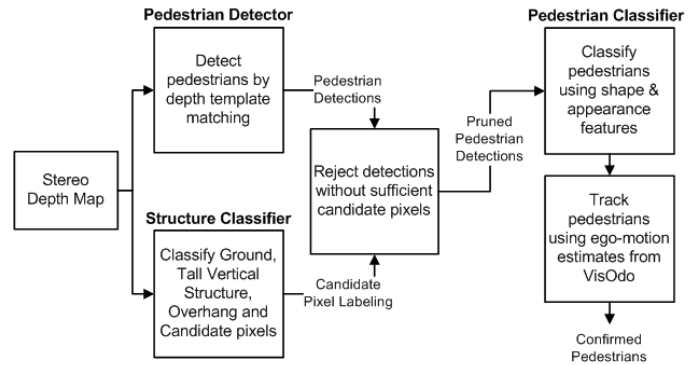 Pedestrian Detector
Detect
pedestrians by
depth template
matching
Pedestrian
Detections
Stereo
Depth Map
Structure Classifier
Classify Ground,
Tall Vertical
Structure,
Overhang and
Candidate pixels
Candidate
Pixel Labeling
Reject detections
without sufficient
candidate pixels
Pruned
Pedestrian
Detections
Pedestrian Classifier
Classify
pedestrians
using shape &
appearance
features
Track
pedestrians
using ego-motion
estimates from
VisOdo
Confirmed
Pedestrians